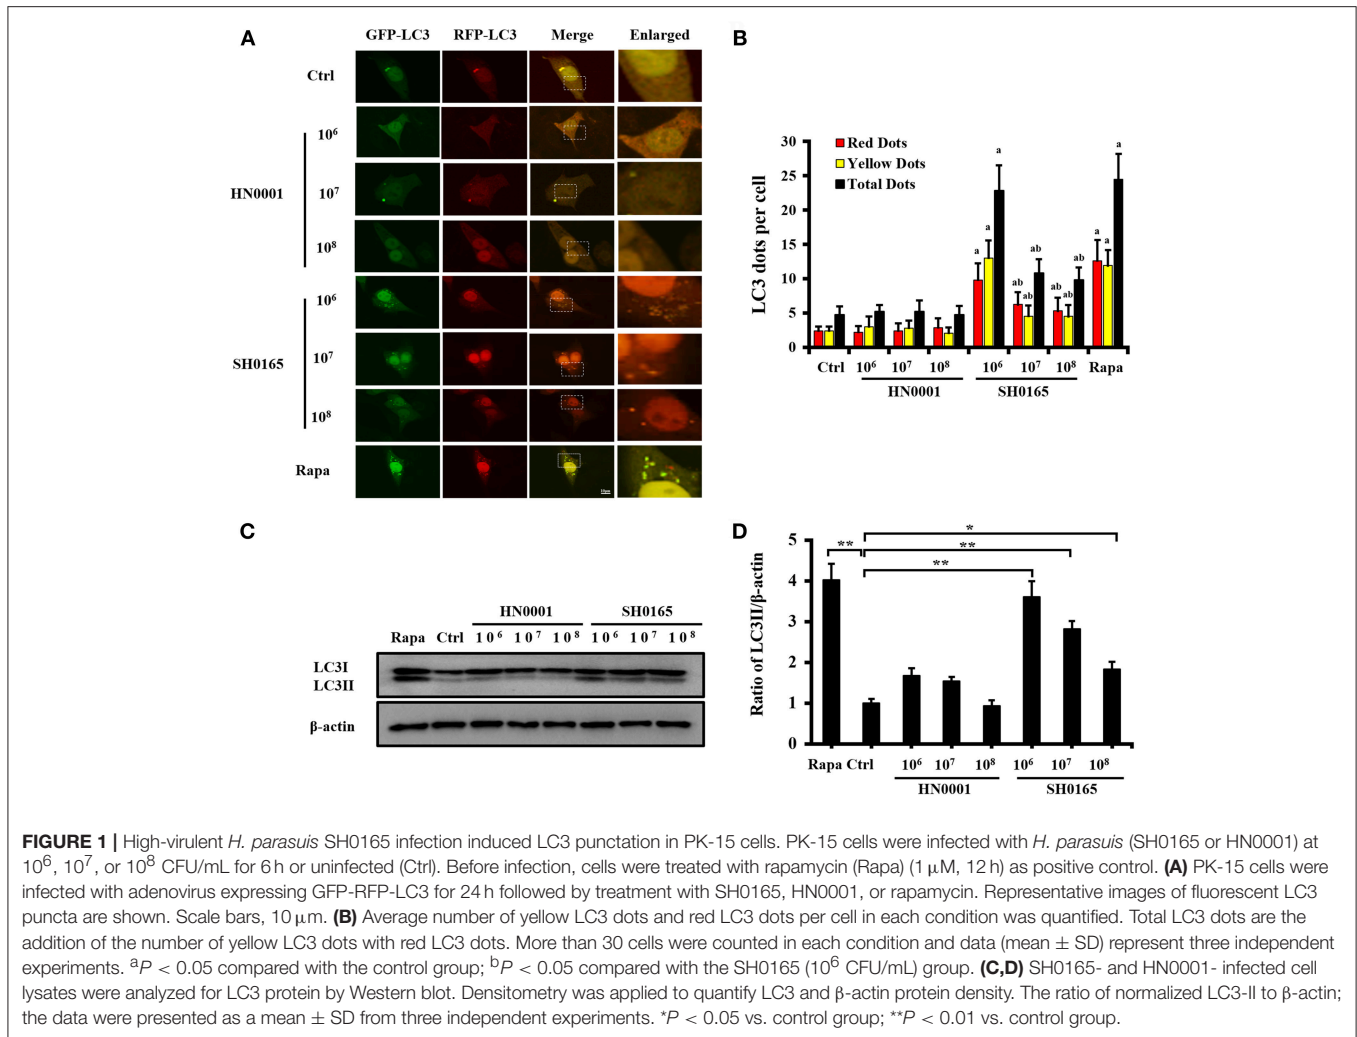 A
GFP-LC3 RFP-LC3 Merge Enlarged
Ctrl
10⁶
HN0001 10⁷
10⁸
10⁶
SH0165 10⁷
10⁸
Rapa
10μm
B
LC3 dots per cell
30
25
20
15
10
5
0
Red Dots
Yellow Dots
Total Dots
a a a ab ab ab ab ab ab a a a
Ctrl 10⁶ 10⁷ 10⁸ 10⁶ 10⁷ 10⁸ Rapa
HN0001 SH0165
C
HN0001 SH0165
Rapa Ctrl 10⁶ 10⁷ 10⁸ 10⁶ 10⁷ 10⁸
LC3I
LC3II
β-actin
D
Ratio of LC3II/β-actin
5
4
3
2
1
0
*
**
**
**
Rapa Ctrl 10⁶ 10⁷ 10⁸ 10⁶ 10⁷ 10⁸
HN0001 SH0165
FIGURE 1 | High-virulent H. parasuis SH0165 infection induced LC3 punctation in PK-15 cells. PK-15 cells were infected with H. parasuis (SH0165 or HN0001) at
10⁶, 10⁷, or 10⁸ CFU/mL for 6 h or uninfected (Ctrl). Before infection, cells were treated with rapamycin (Rapa) (1 μM, 12 h) as positive control. (A) PK-15 cells were
infected with adenovirus expressing GFP-RFP-LC3 for 24 h followed by treatment with SH0165, HN0001, or rapamycin. Representative images of fluorescent LC3
puncta are shown. Scale bars, 10 μm. (B) Average number of yellow LC3 dots and red LC3 dots per cell in each condition was quantified. Total LC3 dots are the
addition of the number of yellow LC3 dots with red LC3 dots. More than 30 cells were counted in each condition and data (mean ± SD) represent three independent
experiments. ᵃP < 0.05 compared with the control group; ᵇP < 0.05 compared with the SH0165 (10⁶ CFU/mL) group. (C,D) SH0165- and HN0001- infected cell
lysates were analyzed for LC3 protein by Western blot. Densitometry was applied to quantify LC3 and β-actin protein density. The ratio of normalized LC3-II to β-actin;
the data were presented as a mean ± SD from three independent experiments. *P < 0.05 vs. control group; **P < 0.01 vs. control group.